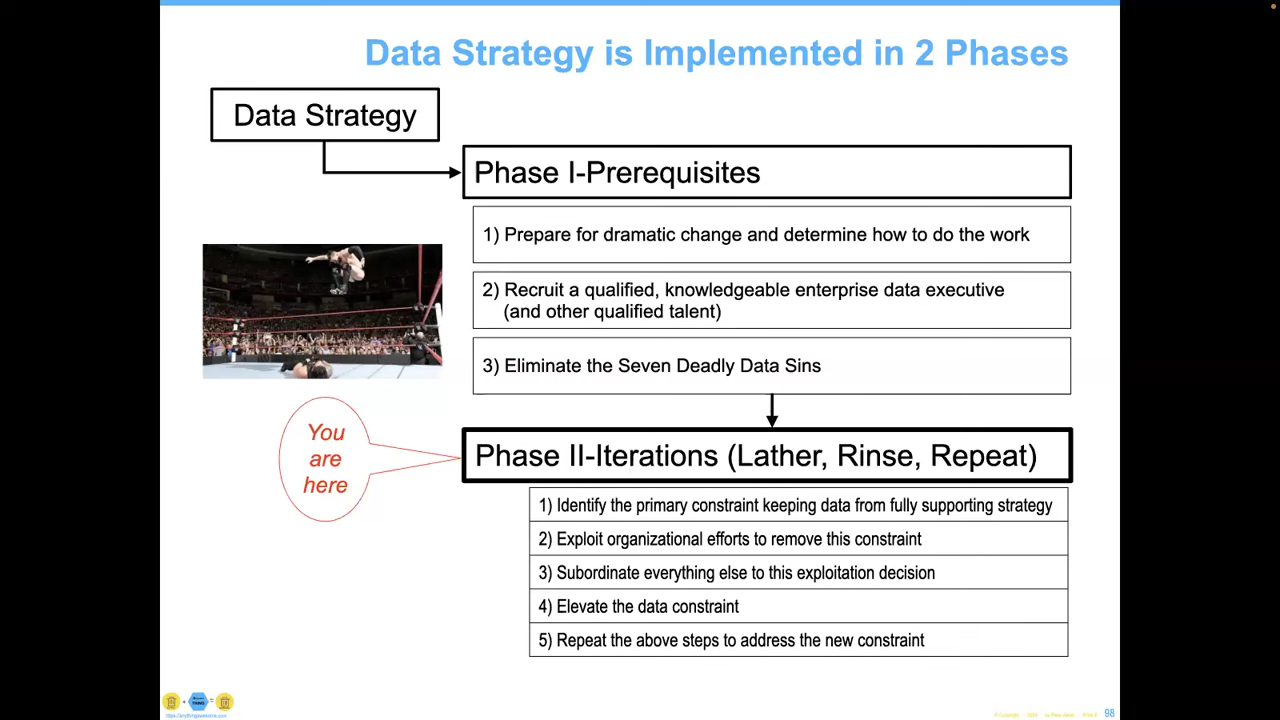 Data Strategy is Implemented in 2 Phases
Data Strategy
Phase I-Prerequisites
1) Prepare for dramatic change and determine how to do the work
2) Recruit a qualified, knowledgeable enterprise data executive
(and other qualified talent)
3) Eliminate the Seven Deadly Data Sins
You
are
here
Phase II-Iterations (Lather, Rinse, Repeat)
1) Identify the primary constraint keeping data from fully supporting strategy
2) Exploit organizational efforts to remove this constraint
3) Subordinate everything else to this exploitation decision
4) Elevate the data constraint
5) Repeat the above steps to address the new constraint
https://anythingawesome.com
98